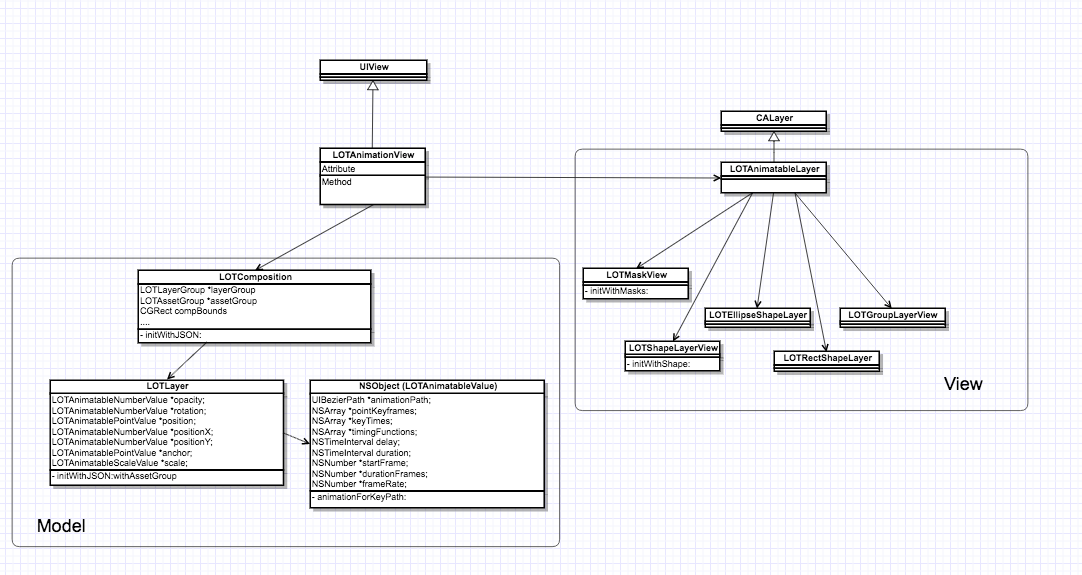 UIView
LOTAnimationView
Attribute
Method
CALayer
LOTAnimatableLayer
LOTMaskView
- initWithMasks:
LOTEllipseShapeLayer
LOTGroupLayerView
LOTShapeLayerView
- initWithShape:
LOTRectShapeLayer
View
LOTComposition
LOTLayerGroup *layerGroup
LOTAssetGroup *assetGroup
CGRect compBounds
....
- initWithJSON:
LOTLayer
LOTAnimatableNumberValue *opacity;
LOTAnimatableNumberValue *rotation;
LOTAnimatablePointValue *position;
LOTAnimatableNumberValue *positionX;
LOTAnimatableNumberValue *positionY;
LOTAnimatablePointValue *anchor;
LOTAnimatableScaleValue *scale;
- initWithJSON:withAssetGroup
NSObject (LOTAnimatableValue)
UIBezierPath *animationPath;
NSArray *pointKeyframes;
NSArray *keyTimes;
NSArray *timingFunctions;
NSTimeInterval delay;
NSTimeInterval duration;
NSNumber *startFrame;
NSNumber *durationFrames;
NSNumber *frameRate;
- animationForKeyPath:
Model